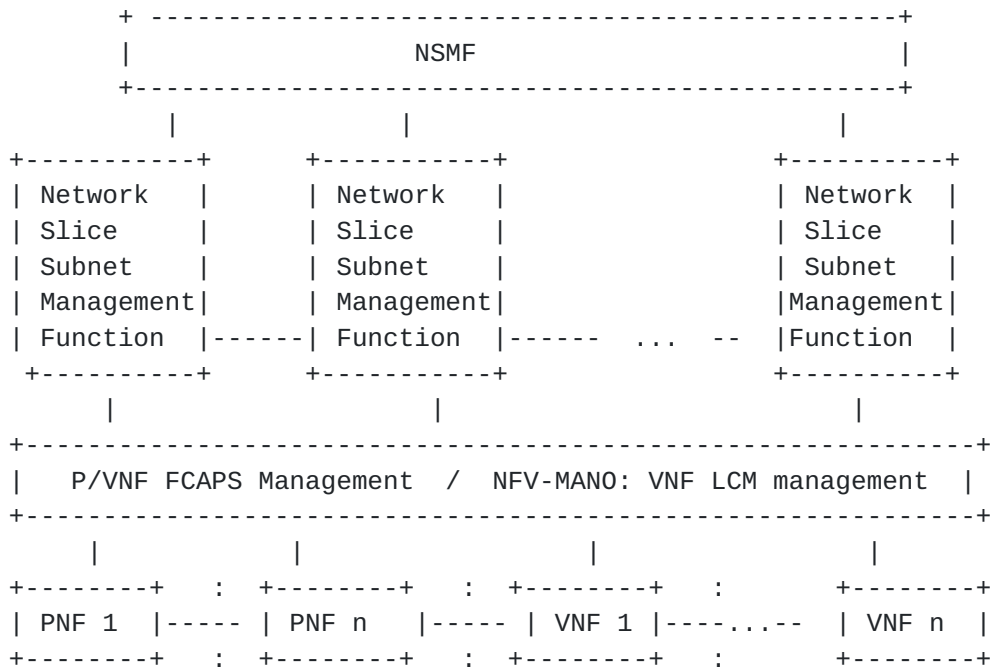 + -----------------------------------------------+
|                  NSMF                          |
+------------------------------------------------+
|              |                           |
+-----------+      +-----------+                 +----------+
| Network   |      | Network   |                 | Network  |
| Slice     |      | Slice     |                 | Slice    |
| Subnet    |      | Subnet    |                 | Subnet   |
| Management|      | Management|                 |Management|
| Function  |------| Function  |------  ...  --  |Function  |
+----------+      +-----------+                 +----------+
|                    |                          |
+-----------------------------------------------------------+
|   P/VNF FCAPS Management  /  NFV-MANO: VNF LCM management  |
+-----------------------------------------------------------+
|            |                  |                 |
+--------+   :  +--------+   :  +--------+   :       +--------+
| PNF 1  |----- | PNF n   |----- | VNF 1 |----...--  | VNF n  |
+--------+   :  +--------+   :  +--------+   :       +--------+